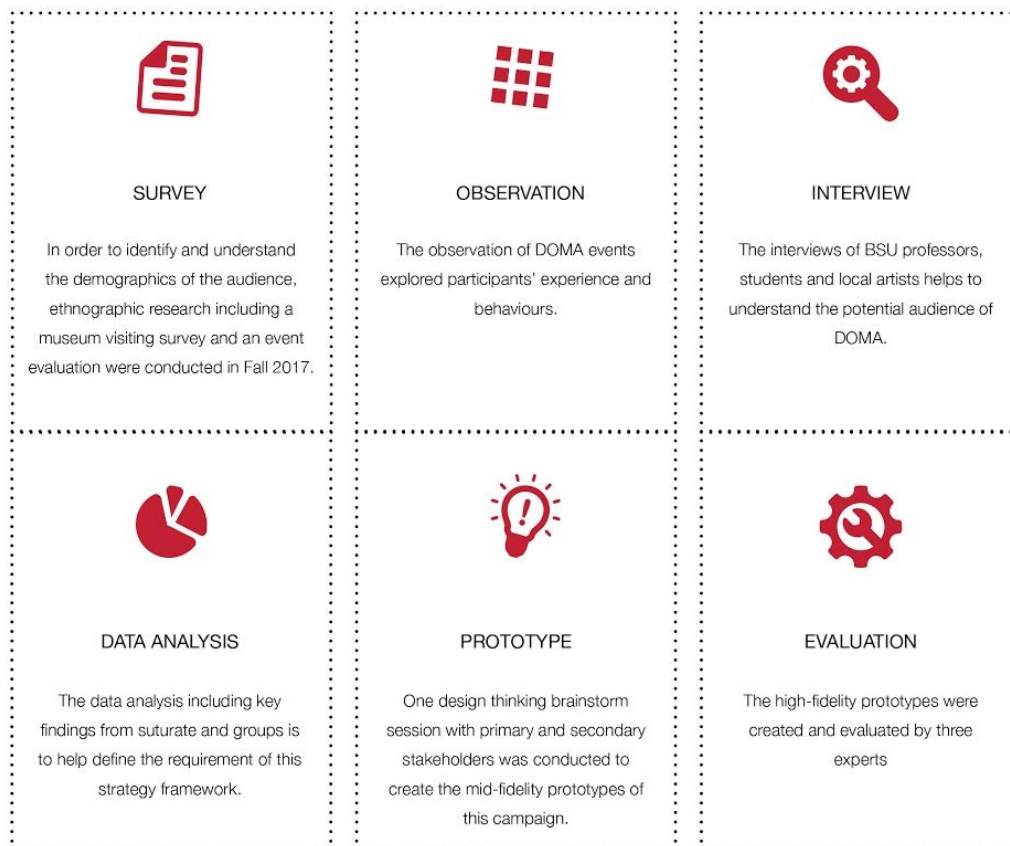 SURVEY
In order to identify and understand
the demographics of the audience,
ethnographic research including a
museum visiting survey and an event
evaluation were conducted in Fall 2017.
OBSERVATION
The observation of DOMA events
explored participants' experience and
behaviours.
INTERVIEW
The interviews of BSU professors,
students and local artists helps to
understand the potential audience of
DOMA.
DATA ANALYSIS
The data analysis including key
findings from suturate and groups is
to help define the requirement of this
strategy framework.
PROTOTYPE
One design thinking brainstorm
session with primary and secondary
stakeholders was conducted to
create the mid-fidelity prototypes of
this campaign.
EVALUATION
The high-fidelity prototypes were
created and evaluated by three
experts